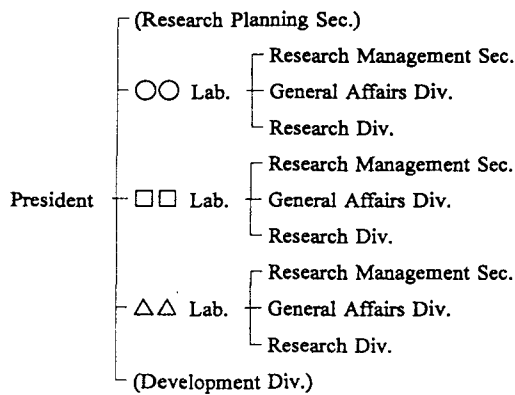 (Research Planning Sec.)
Research Management Sec.
○○ Lab. General Affairs Div.
Research Div.
Research Management Sec.
President □□ Lab. General Affairs Div.
Research Div.
Research Management Sec.
△△ Lab. General Affairs Div.
Research Div.
(Development Div.)